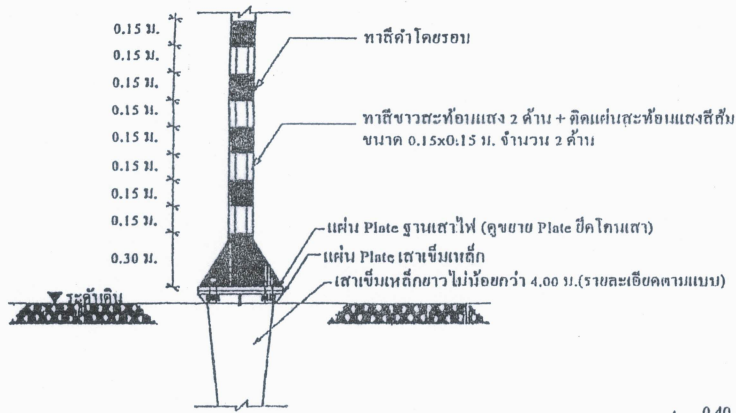 0.15 ม.
0.15 ม.
0.15 ม.
0.15 ม.
0.15 ม.
0.15 ม.
0.15 ม.
0.15 ม.
0.30 ม.
ทาสีดำโดยรอบ
ทาสีขาวสะท้อนแสง 2 ด้าน + ติดแผ่นสะท้อนแสงสีส้ม
ขนาด 0.15x0.15 ม. จำนวน 2 ด้าน
แผ่น Plate ฐานเสาไฟ (ดูขยาย Plate ยึดโคนเสา)
แผ่น Plate เสาเข็มเหล็ก
เสาเข็มเหล็กยาวไม่น้อยกว่า 4.00 ม.(รายละเอียดตามแบบ)
ระดับดิน
0.40